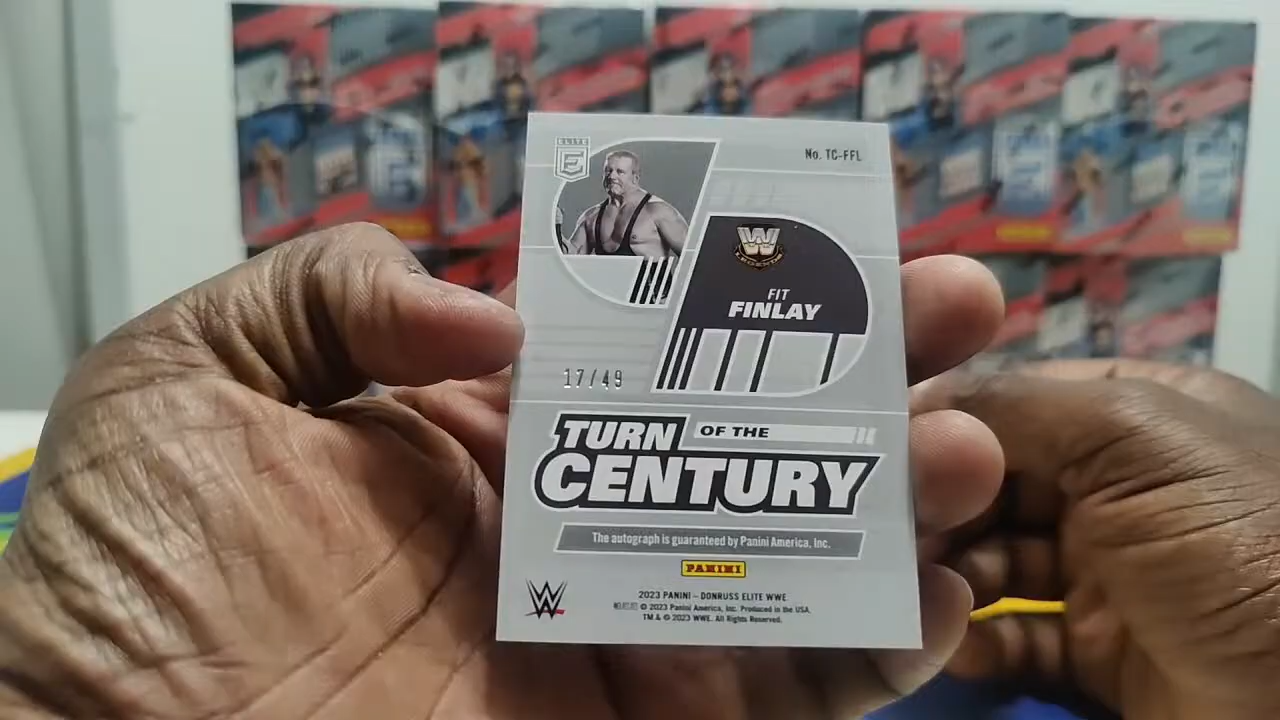 ELITE
E
No. TC-FFL
W
LEGENDS
FIT
FINLAY
17/49
TURN OF THE
CENTURY
The autograph is guaranteed by Panini America, Inc.
PANINI
W
2023 PANINI – DONRUSS ELITE WWE
© 2023 Panini America, Inc. Produced in the USA.
TM & © 2023 WWE. All Rights Reserved.